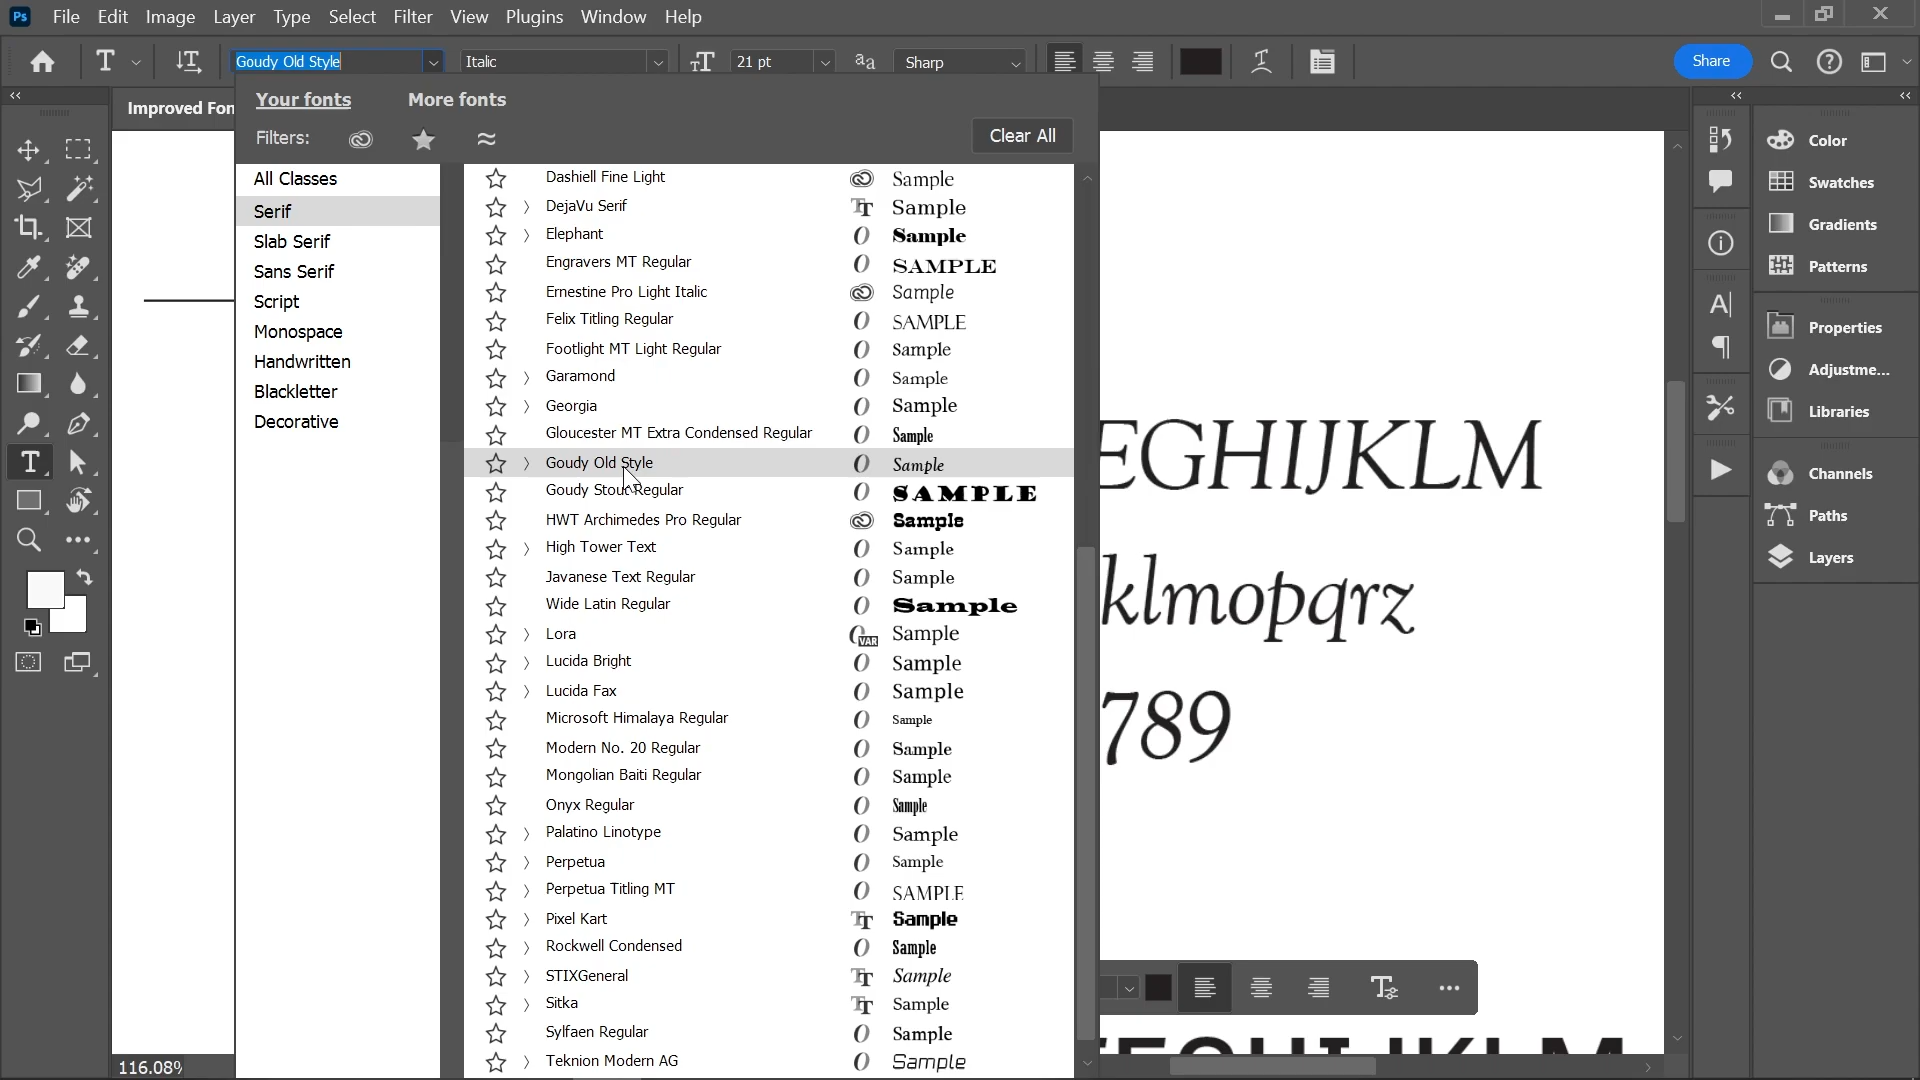 Ps File Edit Image Layer Type Select Filter View Plugins Window Help
T Goudy Old Style Italic 21 pt Sharp Share
Improved Fon
Your fonts More fonts
Filters: Clear All
All Classes
Serif
Slab Serif
Sans Serif
Script
Monospace
Handwritten
Blackletter
Decorative
Dashiell Fine Light Sample
DejaVu Serif Sample
Elephant Sample
Engravers MT Regular SAMPLE
Ernestine Pro Light Italic Sample
Felix Titling Regular SAMPLE
Footlight MT Light Regular Sample
Garamond Sample
Georgia Sample
Gloucester MT Extra Condensed Regular Sample
Goudy Old Style Sample
Goudy Stout Regular SAMPLE
HWT Archimedes Pro Regular Sample
High Tower Text Sample
Javanese Text Regular Sample
Wide Latin Regular Sample
Lora VAR Sample
Lucida Bright Sample
Lucida Fax Sample
Microsoft Himalaya Regular Sample
Modern No. 20 Regular Sample
Mongolian Baiti Regular Sample
Onyx Regular Sample
Palatino Linotype Sample
Perpetua Sample
Perpetua Titling MT SAMPLE
Pixel Kart Sample
Rockwell Condensed Sample
STIXGeneral Sample
Sitka Sample
Sylfaen Regular Sample
Teknion Modern AG Sample
EGHIJKLM
klmopqrz
789
Color
Swatches
Gradients
Patterns
Properties
Adjustme...
Libraries
Channels
Paths
Layers
116.08%